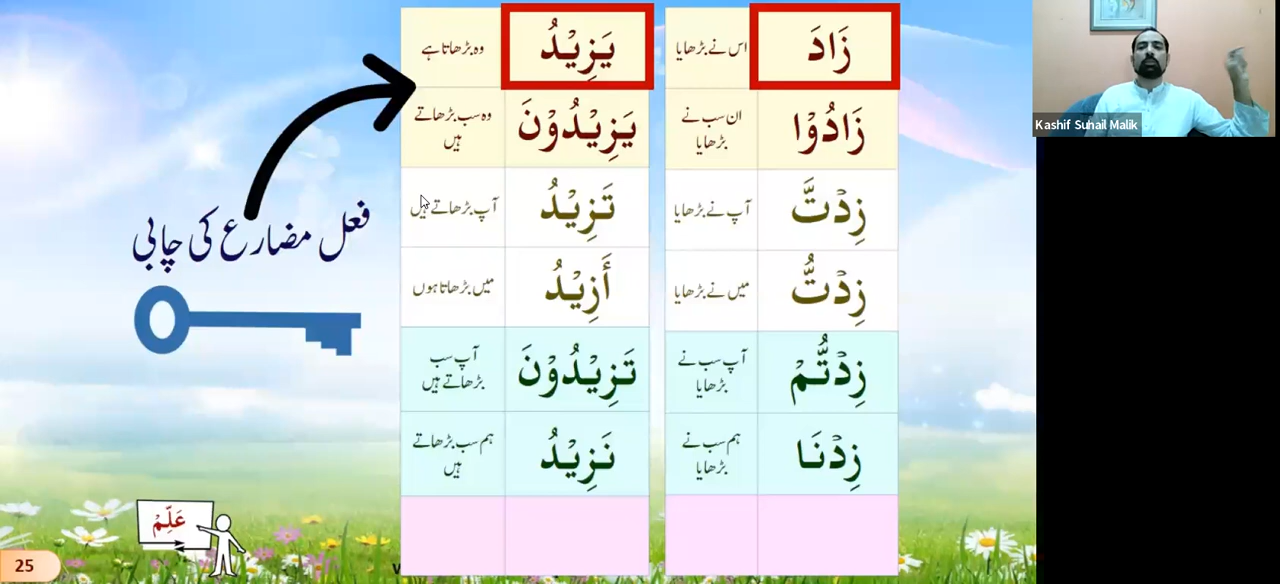 زَادَ
اس نے بڑھایا
يَزِيْدُ
وہ بڑھاتا ہے
زَادُوْا
ان سب نے
بڑھایا
يَزِيْدُوْنَ
وہ سب بڑھاتے
ہیں
زِدْتَّ
آپ نے بڑھایا
تَزِيْدُ
آپ بڑھاتے ہیں
زِدْتُّ
میں نے بڑھایا
أَزِيْدُ
میں بڑھاتا ہوں
زِدْتُّمْ
آپ سب نے
بڑھایا
تَزِيْدُوْنَ
آپ سب
بڑھاتے ہیں
زِدْنَا
ہم سب نے
بڑھایا
نَزِيْدُ
ہم سب بڑھاتے
ہیں
فعل مضارع کی چابی
عَلِّمْ
25
Kashif Suhail Malik